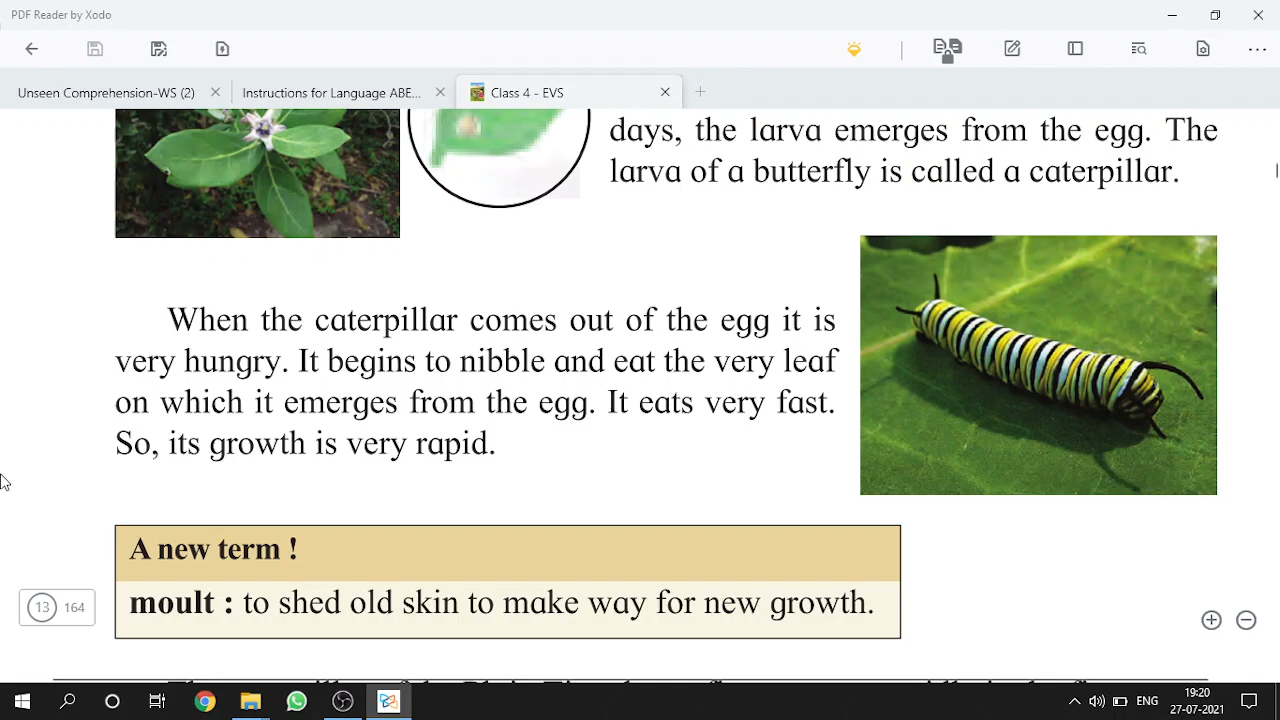 PDF Reader by Xodo
Unseen Comprehension-WS (2)
Instructions for Language ABE...
Class 4 - EVS
days, the larva emerges from the egg. The
larva of a butterfly is called a caterpillar.
When the caterpillar comes out of the egg it is
very hungry. It begins to nibble and eat the very leaf
on which it emerges from the egg. It eats very fast.
So, its growth is very rapid.
A new term !
moult : to shed old skin to make way for new growth.
13 164
ENG
19:20
27-07-2021